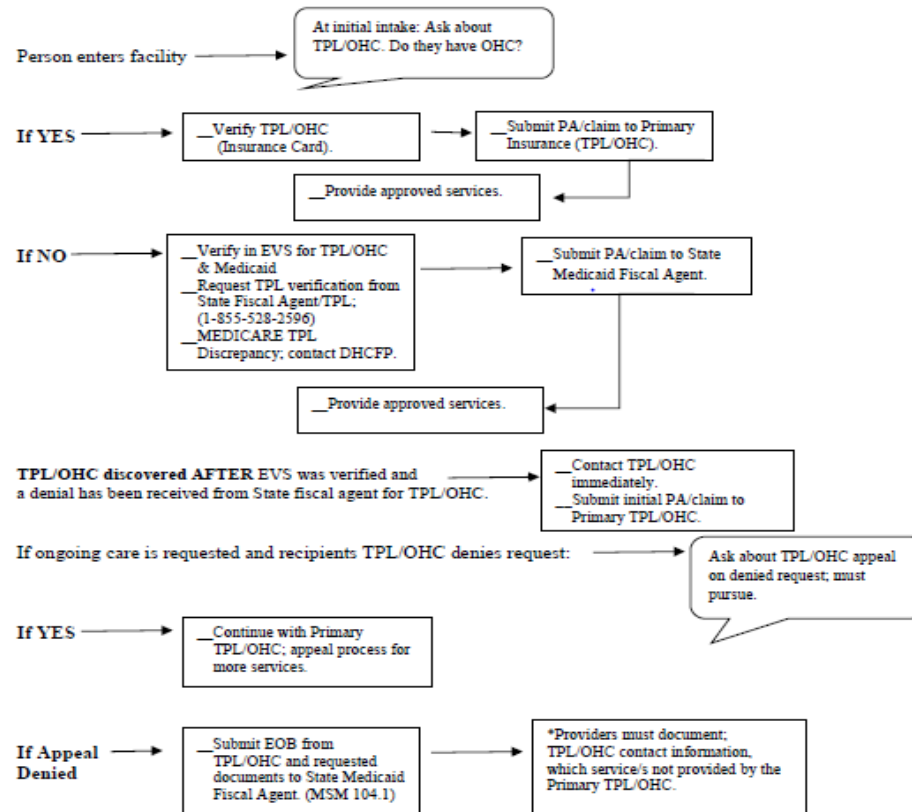 At initial intake: Ask about
TPL/OHC. Do they have OHC?
Person enters facility
If YES
__Verify TPL/OHC
(Insurance Card).
__Submit PA/claim to Primary
Insurance (TPL/OHC).
__Provide approved services.
If NO
__Verify in EVS for TPL/OHC
& Medicaid
__Request TPL verification from
State Fiscal Agent/TPL;
(1-855-528-2596)
__MEDICARE TPL
Discrepancy; contact DHCFP.
__Submit PA/claim to State
Medicaid Fiscal Agent.
__Provide approved services.
TPL/OHC discovered AFTER EVS was verified and
a denial has been received from State fiscal agent for TPL/OHC.
__Contact TPL/OHC
immediately.
__Submit initial PA/claim to
Primary TPL/OHC.
If ongoing care is requested and recipients TPL/OHC denies request:
Ask about TPL/OHC appeal
on denied request; must
pursue.
If YES
__Continue with Primary
TPL/OHC; appeal process for
more services.
If Appeal
Denied
__Submit EOB from
TPL/OHC and requested
documents to State Medicaid
Fiscal Agent. (MSM 104.1)
*Providers must document;
TPL/OHC contact information,
which service/s not provided by the
Primary TPL/OHC.